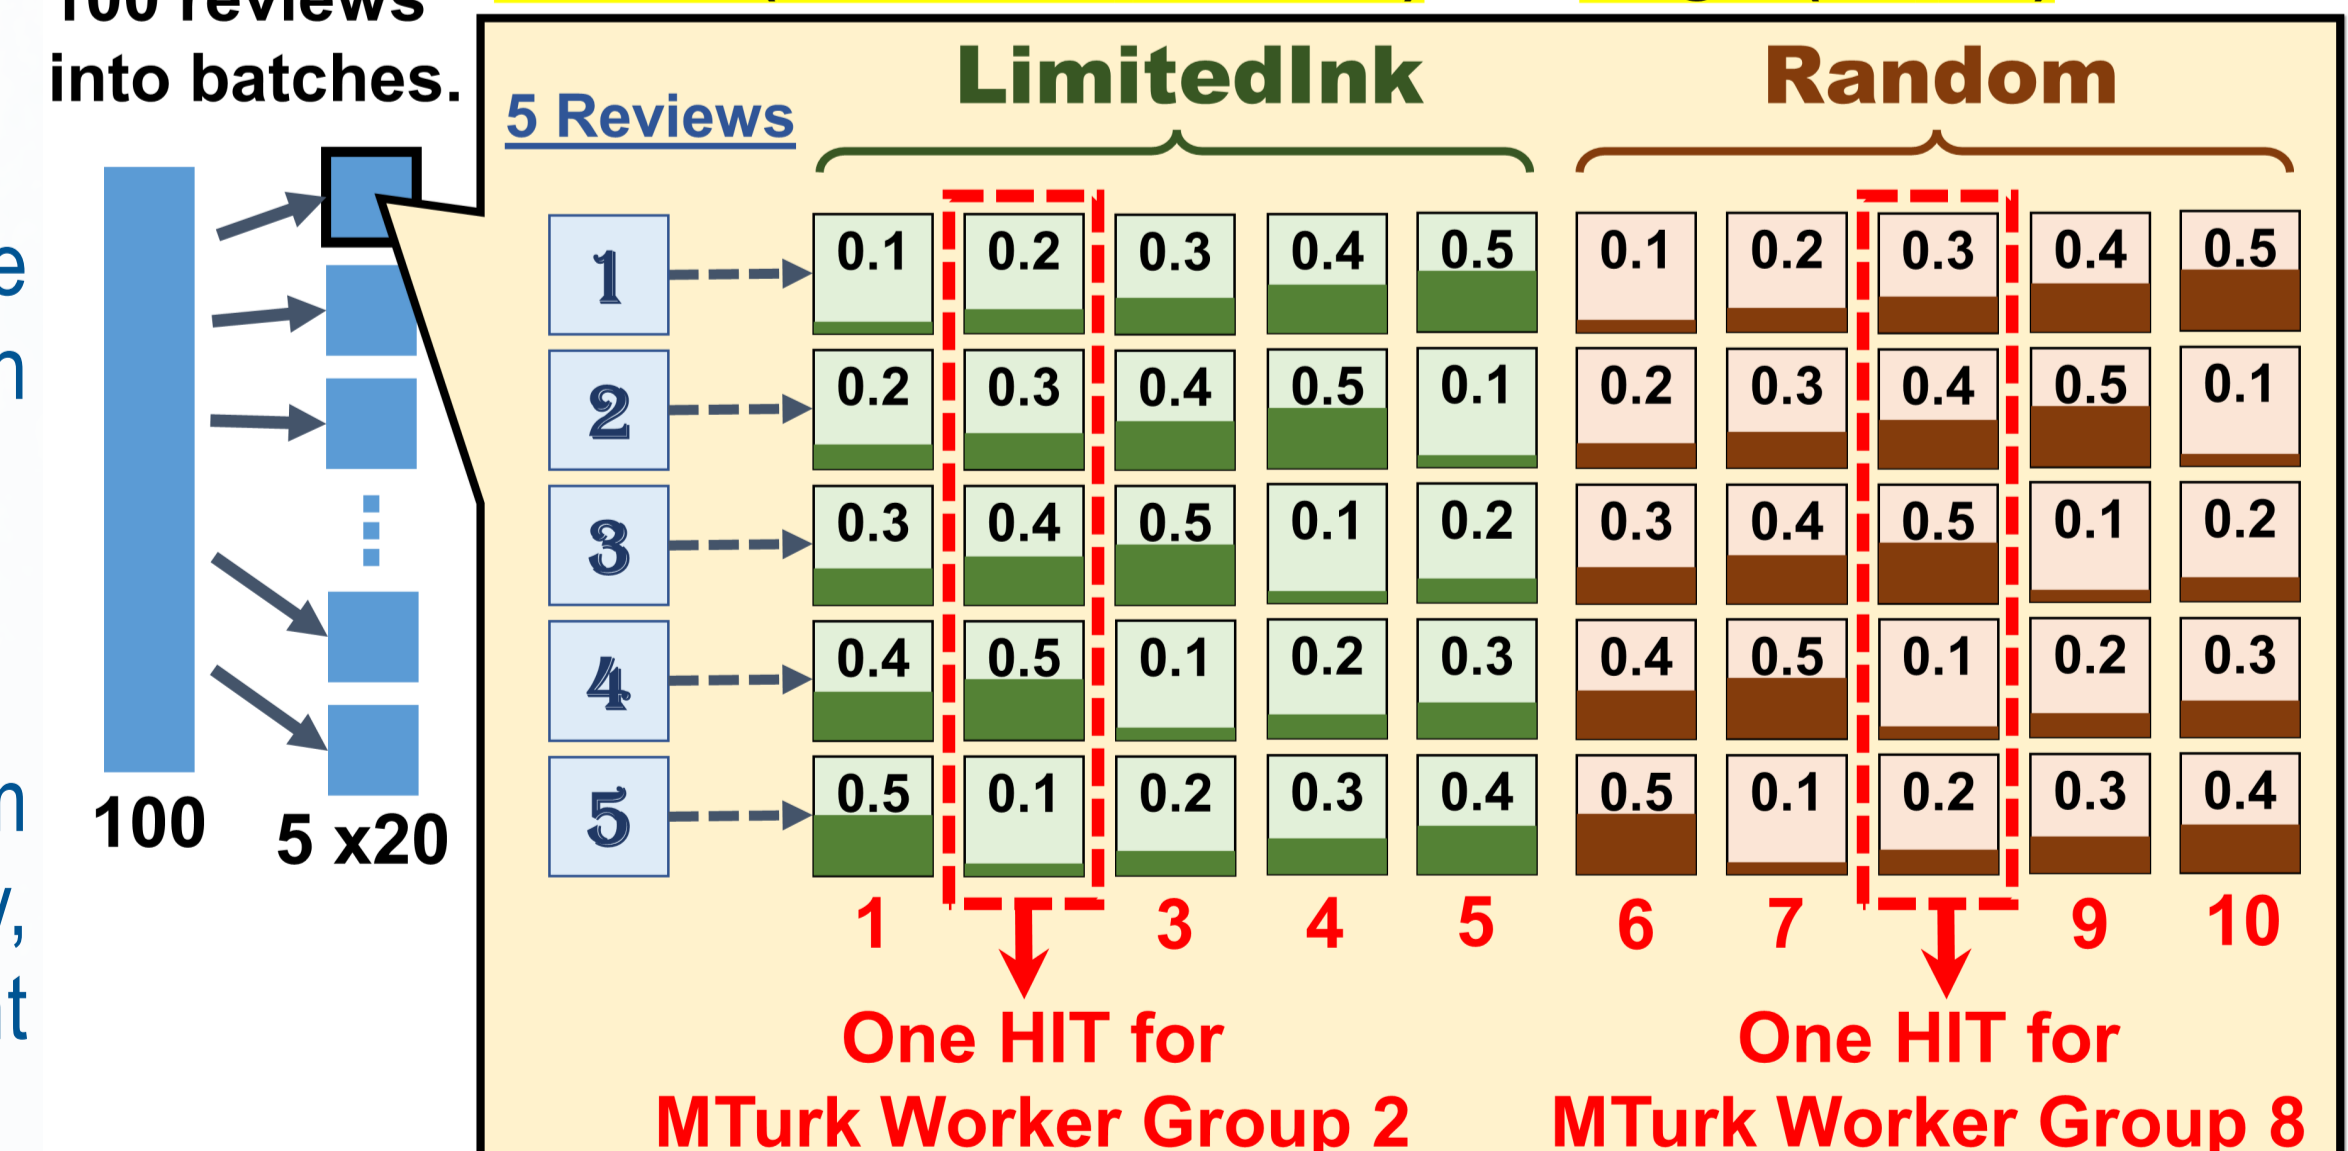 100 reviews
into batches.
5 Reviews
LimitedInk
Random
1 0.1 0.2 0.3 0.4 0.5 0.1 0.2 0.3 0.4 0.5
2 0.2 0.3 0.4 0.5 0.1 0.2 0.3 0.4 0.5 0.1
3 0.3 0.4 0.5 0.1 0.2 0.3 0.4 0.5 0.1 0.2
4 0.4 0.5 0.1 0.2 0.3 0.4 0.5 0.1 0.2 0.3
5 0.5 0.1 0.2 0.3 0.4 0.5 0.1 0.2 0.3 0.4
100
5 x20
1 3 4 5 6 7 9 10
One HIT for
MTurk Worker Group 2
One HIT for
MTurk Worker Group 8